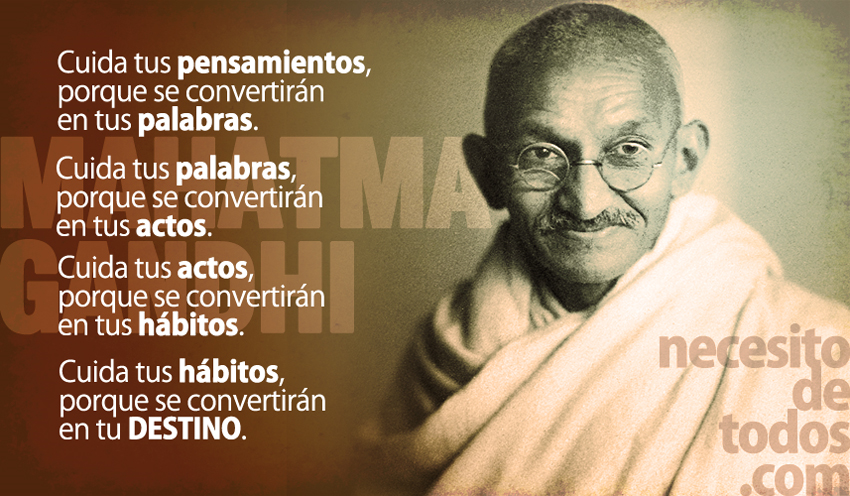 Cuida tus pensamientos,
porque se convertirán
en tus palabras.
MAHATMA
Cuida tus palabras,
porque se convertirán
en tus actos.
GANDHI
Cuida tus actos,
porque se convertirán
en tus hábitos.
Cuida tus hábitos,
porque se convertirán
en tu DESTINO.
necesito
de
todos
.com